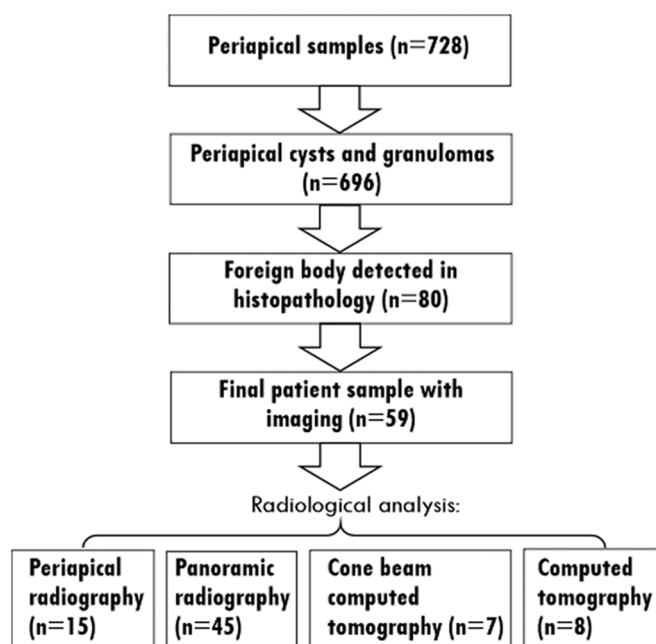 Periapical samples (n=728)
Periapical cysts and granulomas
(n=696)
Foreign body detected in
histopathology (n=80)
Final patient sample with
imaging (n=59)
Radiological analysis:
Periapical
radiography
(n=15)
Panoramic
radiography
(n=45)
Cone beam
computed
tomography (n=7)
Computed
tomography
(n=8)